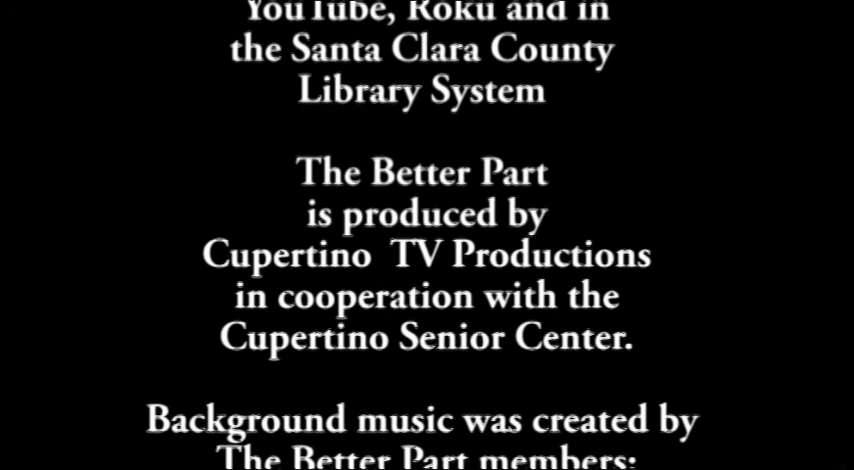 YouTube, Roku and in
the Santa Clara County
Library System
The Better Part
is produced by
Cupertino TV Productions
in cooperation with the
Cupertino Senior Center.
Background music was created by
The Better Part members: